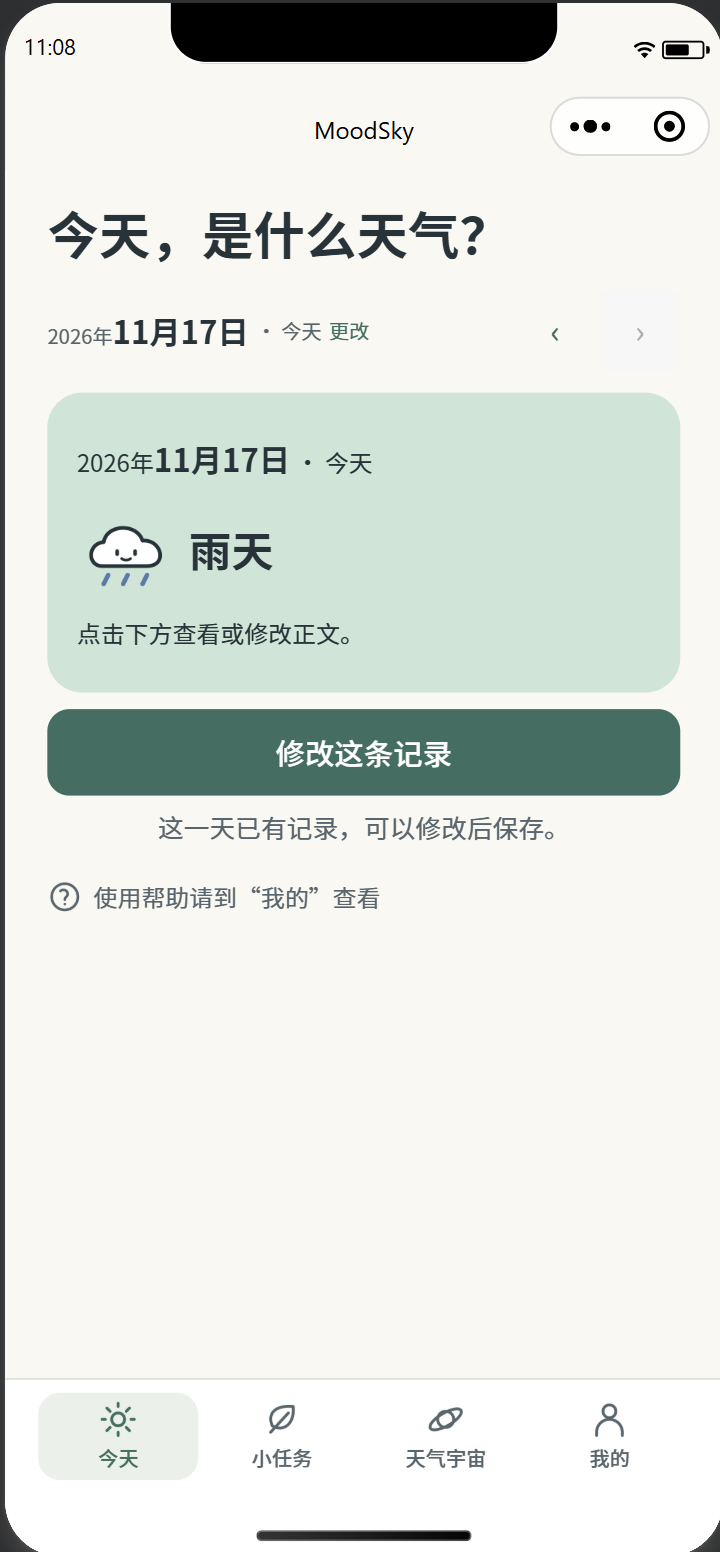 11:08
MoodSky
今天，是什么天气？
2026年11月17日 · 今天 更改
2026年11月17日 · 今天
雨天
点击下方查看或修改正文。
修改这条记录
这一天已有记录，可以修改后保存。
使用帮助请到“我的”查看
今天 小任务 天气宇宙 我的